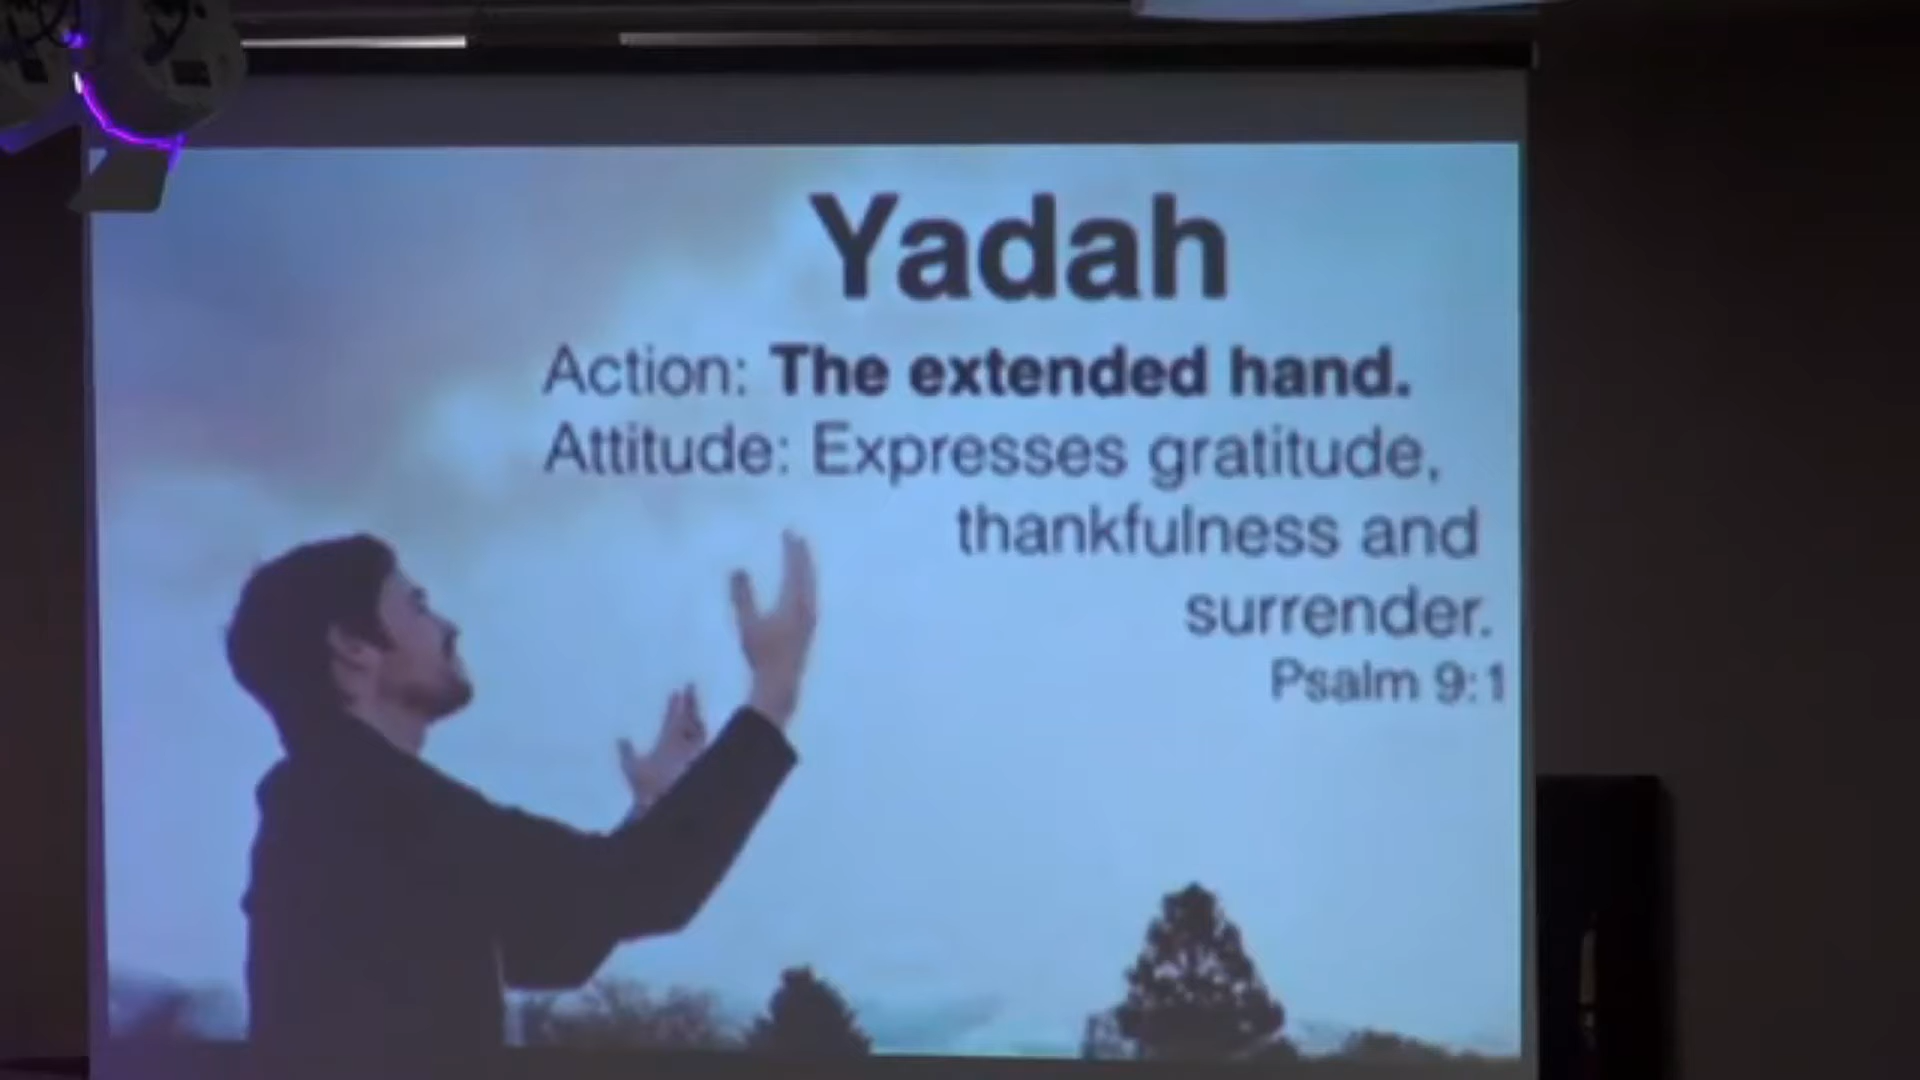 Yadah
Action: The extended hand.
Attitude: Expresses gratitude,
thankfulness and
surrender.
Psalm 9:1